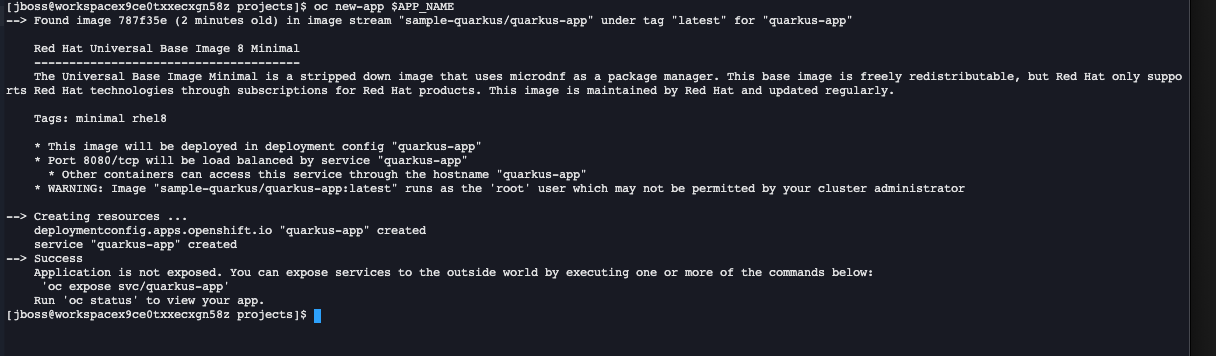 [jboss@workspacex9ce0txxecxgn58z projects]$ oc new-app $APP_NAME
--> Found image 787f35e (2 minutes old) in image stream "sample-quarkus/quarkus-app" under tag "latest" for "quarkus-app"
Red Hat Universal Base Image 8 Minimal
--------------------------------------
The Universal Base Image Minimal is a stripped down image that uses microdnf as a package manager. This base image is freely redistributable, but Red Hat only suppo
rts Red Hat technologies through subscriptions for Red Hat products. This image is maintained by Red Hat and updated regularly.
Tags: minimal rhel8
* This image will be deployed in deployment config "quarkus-app"
* Port 8080/tcp will be load balanced by service "quarkus-app"
* Other containers can access this service through the hostname "quarkus-app"
* WARNING: Image "sample-quarkus/quarkus-app:latest" runs as the 'root' user which may not be permitted by your cluster administrator
--> Creating resources ...
deploymentconfig.apps.openshift.io "quarkus-app" created
service "quarkus-app" created
--> Success
Application is not exposed. You can expose services to the outside world by executing one or more of the commands below:
'oc expose svc/quarkus-app'
Run 'oc status' to view your app.
[jboss@workspacex9ce0txxecxgn58z projects]$